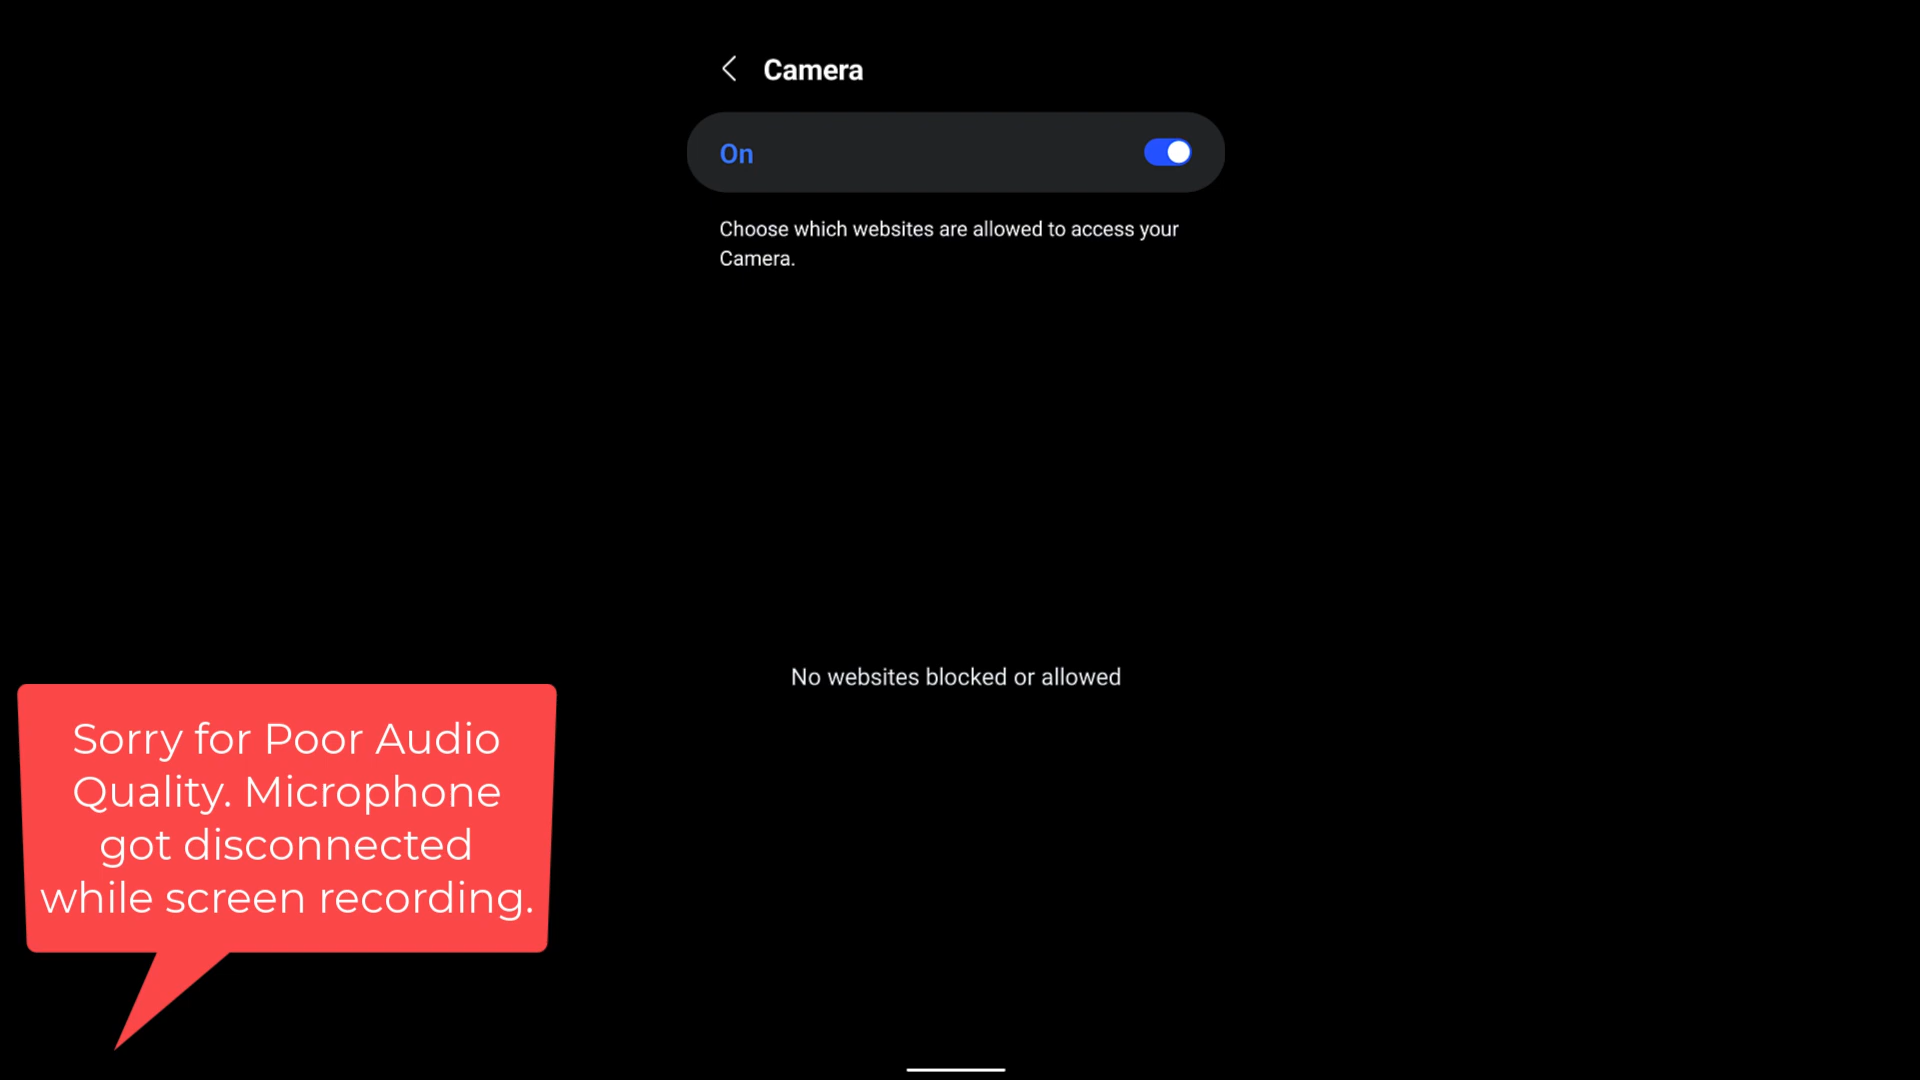 Camera
On
Choose which websites are allowed to access your
Camera.
No websites blocked or allowed
Sorry for Poor Audio
Quality. Microphone
got disconnected
while screen recording.